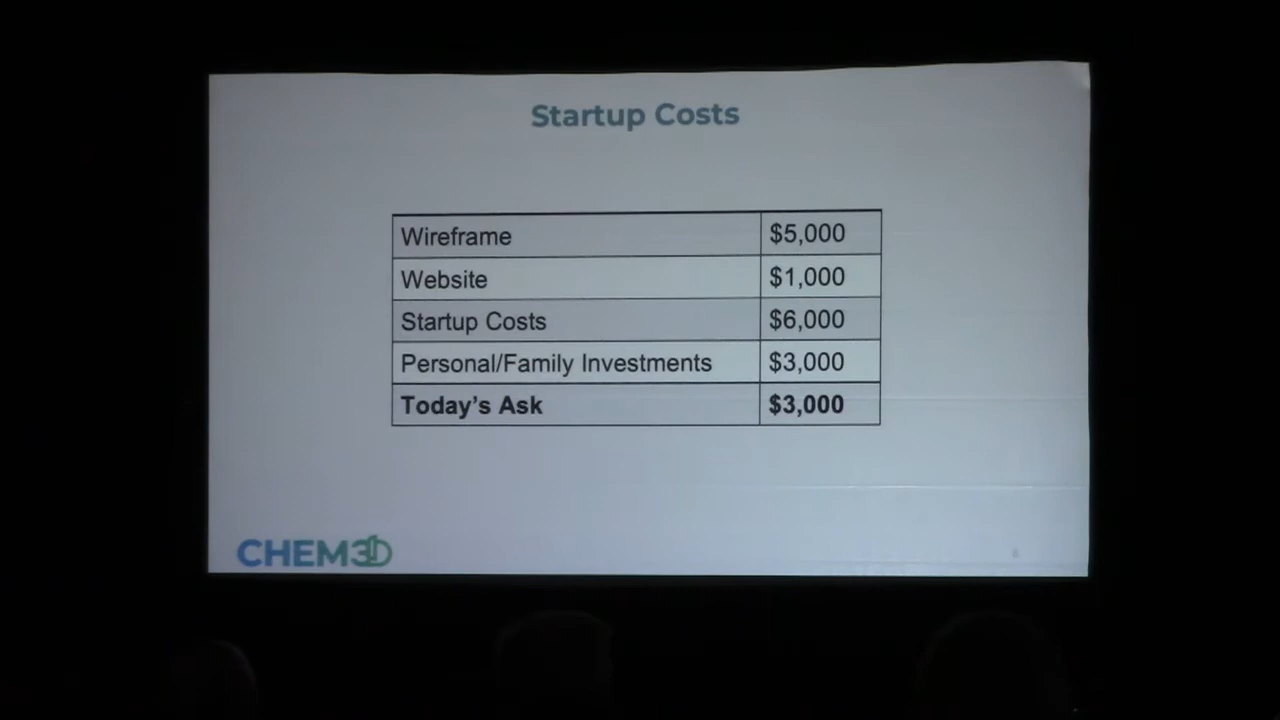 Startup Costs
Wireframe $5,000
Website $1,000
Startup Costs $6,000
Personal/Family Investments $3,000
Today's Ask $3,000
CHEM3D